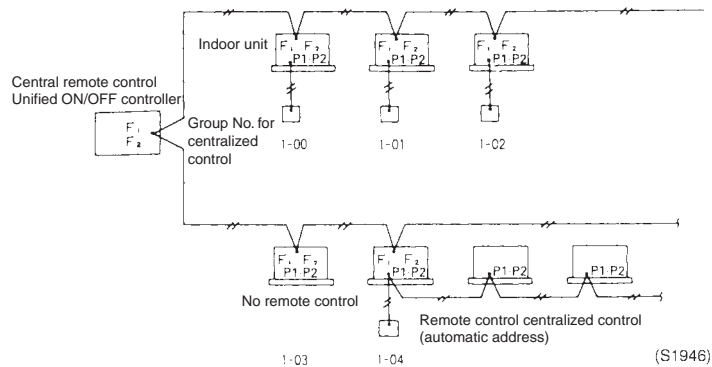 Indoor unit
F1 F2
P1 P2
F1 F2
P1 P2
F1 F2
P1 P2
Central remote control
Unified ON/OFF controller
F1
F2
Group No. for
centralized
control
1-00
1-01
1-02
F1 F2
P1 P2
F1 F2
P1 P2
P1 P2
P1 P2
No remote control
Remote control centralized control
(automatic address)
1-03
1-04
(S1946)